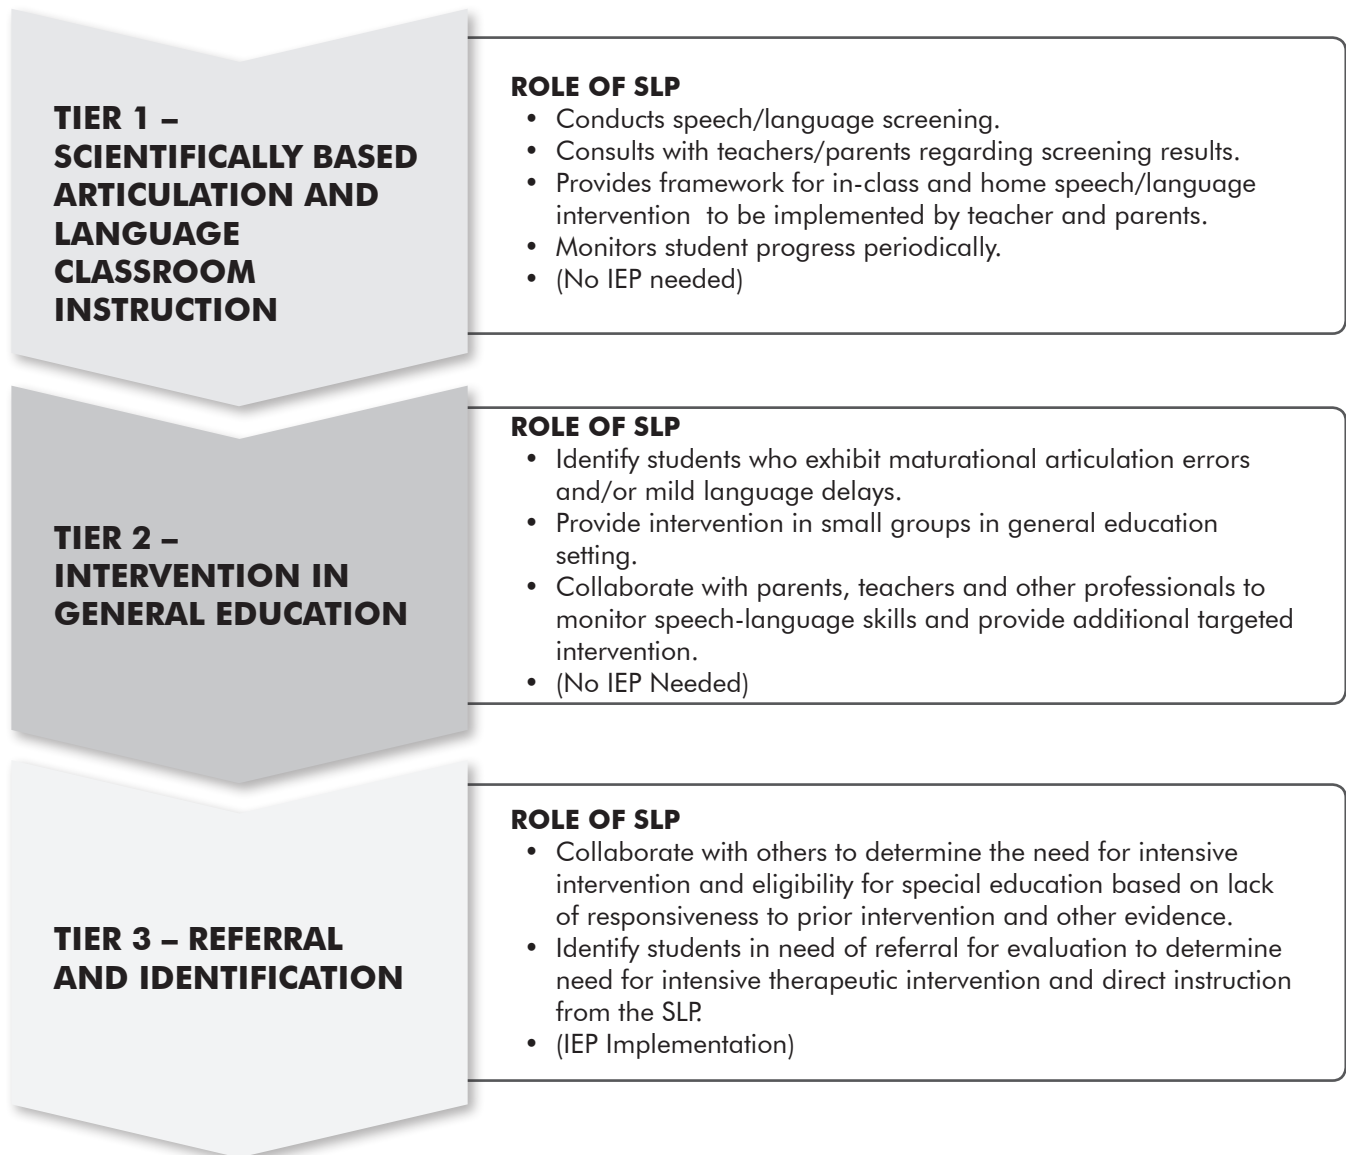 TIER 1 –
SCIENTIFICALLY BASED
ARTICULATION AND
LANGUAGE
CLASSROOM
INSTRUCTION
ROLE OF SLP
• Conducts speech/language screening.
• Consults with teachers/parents regarding screening results.
• Provides framework for in-class and home speech/language
intervention  to be implemented by teacher and parents.
• Monitors student progress periodically.
• (No IEP needed)
TIER 2 –
INTERVENTION IN
GENERAL EDUCATION
ROLE OF SLP
• Identify students who exhibit maturational articulation errors
and/or mild language delays.
• Provide intervention in small groups in general education
setting.
• Collaborate with parents, teachers and other professionals to
monitor speech-language skills and provide additional targeted
intervention.
• (No IEP Needed)
TIER 3 – REFERRAL
AND IDENTIFICATION
ROLE OF SLP
• Collaborate with others to determine the need for intensive
intervention and eligibility for special education based on lack
of responsiveness to prior intervention and other evidence.
• Identify students in need of referral for evaluation to determine
need for intensive therapeutic intervention and direct instruction
from the SLP.
• (IEP Implementation)